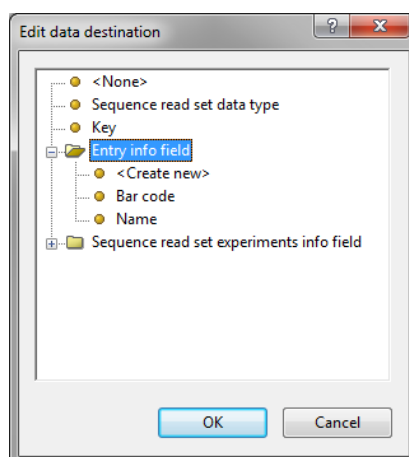 Edit data destination
<None>
Sequence read set data type
Key
Entry info field
<Create new>
Bar code
Name
Sequence read set experiments info field
OK Cancel